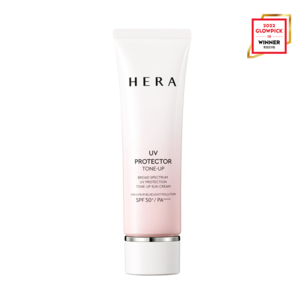 2022
GLOWPICK
WINNER
HERA
UV
PROTECTOR
TONE-UP
BROAD SPECTRUM
UV PROTECTION
TONE-UP SUN CREAM
SPF 50+ / PA++++